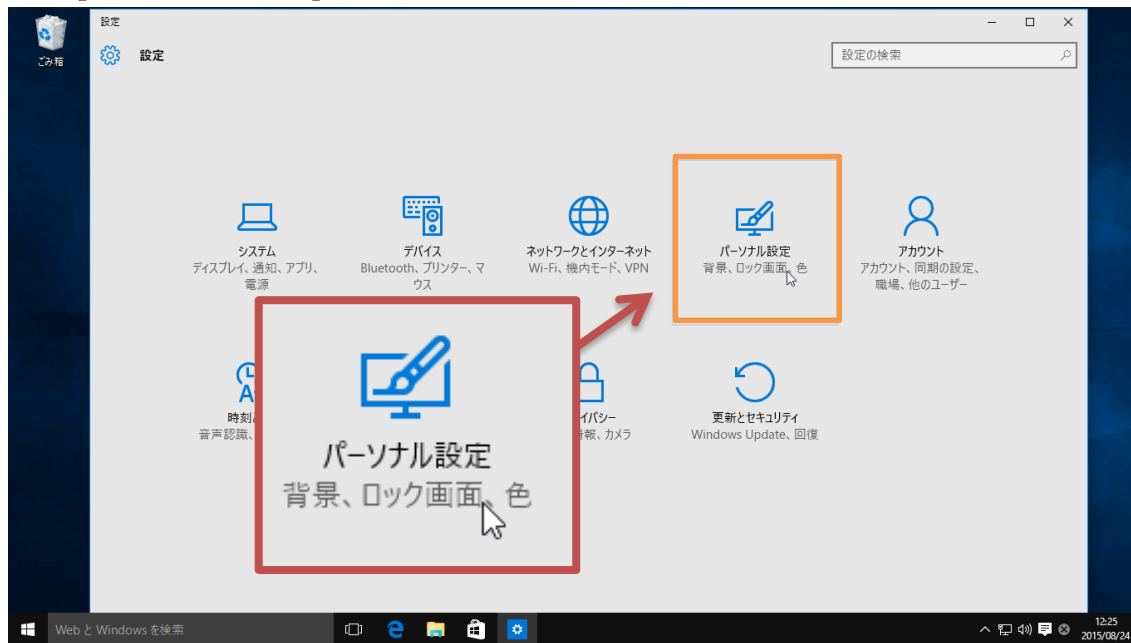 設定
ごみ箱
設定
設定の検索
システム
ディスプレイ、通知、アプリ、
電源
デバイス
Bluetooth、プリンター、マ
ウス
ネットワークとインターネット
Wi-Fi、機内モード、VPN
パーソナル設定
背景、ロック画面、色
アカウント
アカウント、同期の設定、
職場、他のユーザー
時刻
音声認識、
パーソナル設定
背景、ロック画面、色
イバシー
報、カメラ
更新とセキュリティ
Windows Update、回復
Web と Windows を検索
12:25
2015/08/24